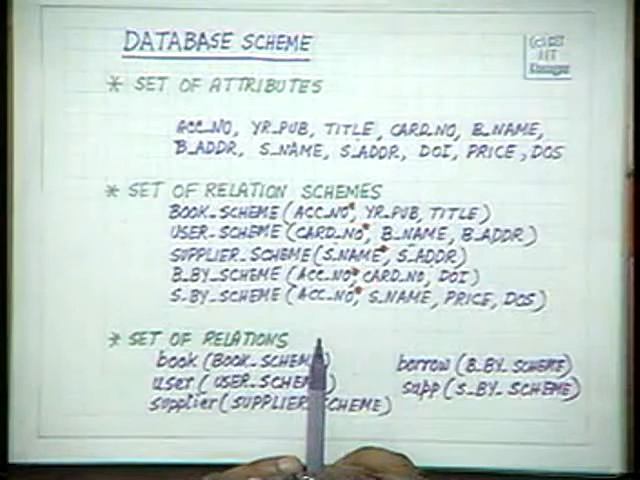 DATABASE SCHEME
(C) CET
IIT
* SET OF ATTRIBUTES
ACC_NO, YR_PUB, TITLE, CARD_NO, B_NAME,
B_ADDR, S_NAME, S_ADDR, DOI, PRICE, DOS
* SET OF RELATION SCHEMES
BOOK_SCHEME (ACC_NO*, YR_PUB, TITLE)
USER_SCHEME (CARD_NO*, B_NAME, B_ADDR)
SUPPLIER_SCHEME (S_NAME*, S_ADDR)
B_BY_SCHEME (ACC_NO*, CARD_NO, DOI)
S_BY_SCHEME (ACC_NO*, S_NAME, PRICE, DOS)
* SET OF RELATIONS
book (BOOK_SCHEME) borrow (B_BY_SCHEME)
user (USER_SCHEME) supp (S_BY_SCHEME)
supplier (SUPPLIER_SCHEME)